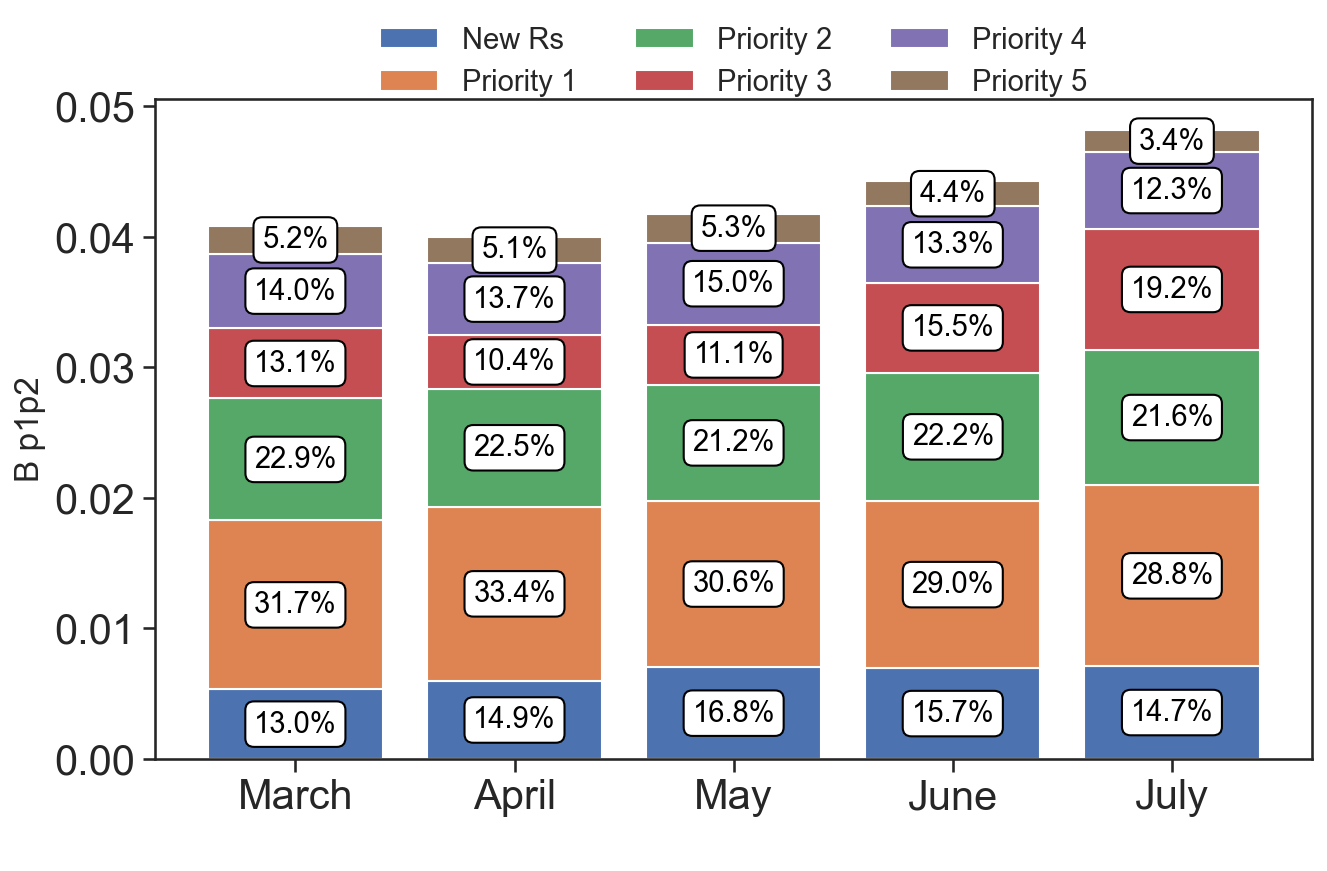 New Rs Priority 2 Priority 4
Priority 1 Priority 3 Priority 5
0.05
0.04
0.03
0.02
0.01
0.00
B p1p2
5.2% 5.1% 5.3% 4.4% 3.4%
14.0% 13.7% 15.0% 13.3% 12.3%
13.1% 10.4% 11.1% 15.5% 19.2%
22.9% 22.5% 21.2% 22.2% 21.6%
31.7% 33.4% 30.6% 29.0% 28.8%
13.0% 14.9% 16.8% 15.7% 14.7%
March April May June July